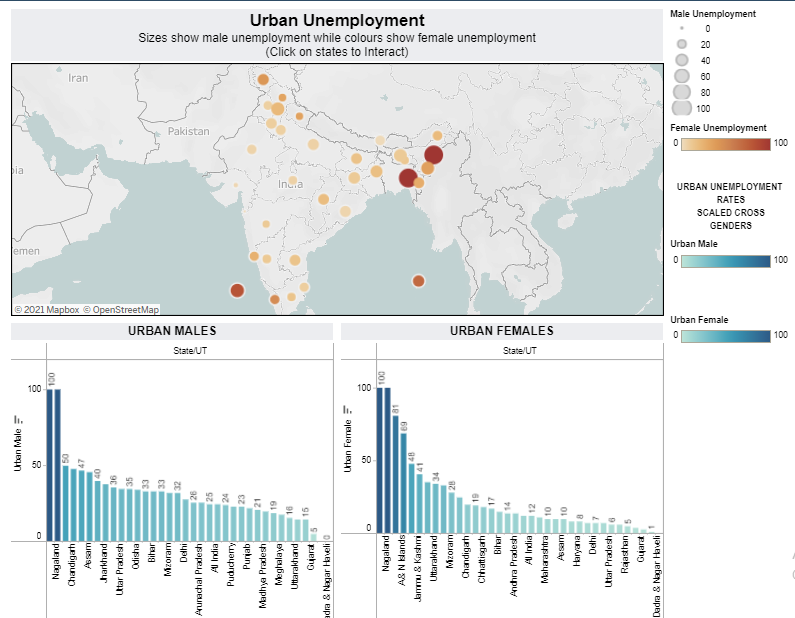 Urban Unemployment
Sizes show male unemployment while colours show female unemployment
(Click on states to Interact)
Iran
Pakistan
India
ia
emen
© 2021 Mapbox © OpenStreetMap
Male Unemployment
0
20
40
60
80
100
Female Unemployment
0 100
URBAN UNEMPLOYMENT
RATES
SCALED CROSS
GENDERS
Urban Male
0 100
Urban Female
0 100
URBAN MALES
State/UT
Urban Male
100
50
0
100
50
47
40
36
35
33
33
32
26
25
24
23
21
19
16
15
5
0
Nagaland
Chandigarh
Assam
Jharkhand
Uttar Pradesh
Odisha
Bihar
Mizoram
Delhi
Arunachal Pradesh
All India
Puducherry
Punjab
Madhya Pradesh
Meghalaya
Uttarakhand
Gujarat
adra & Nagar Haveli
URBAN FEMALES
State/UT
Urban Female
100
50
0
100
81
69
48
41
34
28
19
17
14
12
10
10
8
7
6
5
1
Nagaland
A& N Islands
Jammu & Kashmi
Uttarakhand
Mizoram
Chandigarh
Chhattisgarh
Bihar
Andhra Pradesh
All India
Maharashtra
Assam
Haryana
Delhi
Uttar Pradesh
Rajasthan
Gujarat
Dadra & Nagar Haveli